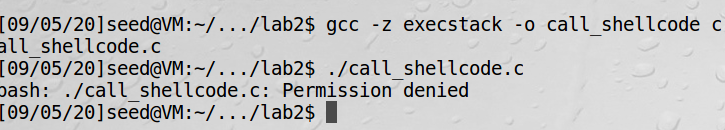 [09/05/20]seed@VM:~/.../lab2$ gcc -z execstack -o call_shellcode c
all_shellcode.c
[09/05/20]seed@VM:~/.../lab2$ ./call_shellcode.c
bash: ./call_shellcode.c: Permission denied
[09/05/20]seed@VM:~/.../lab2$